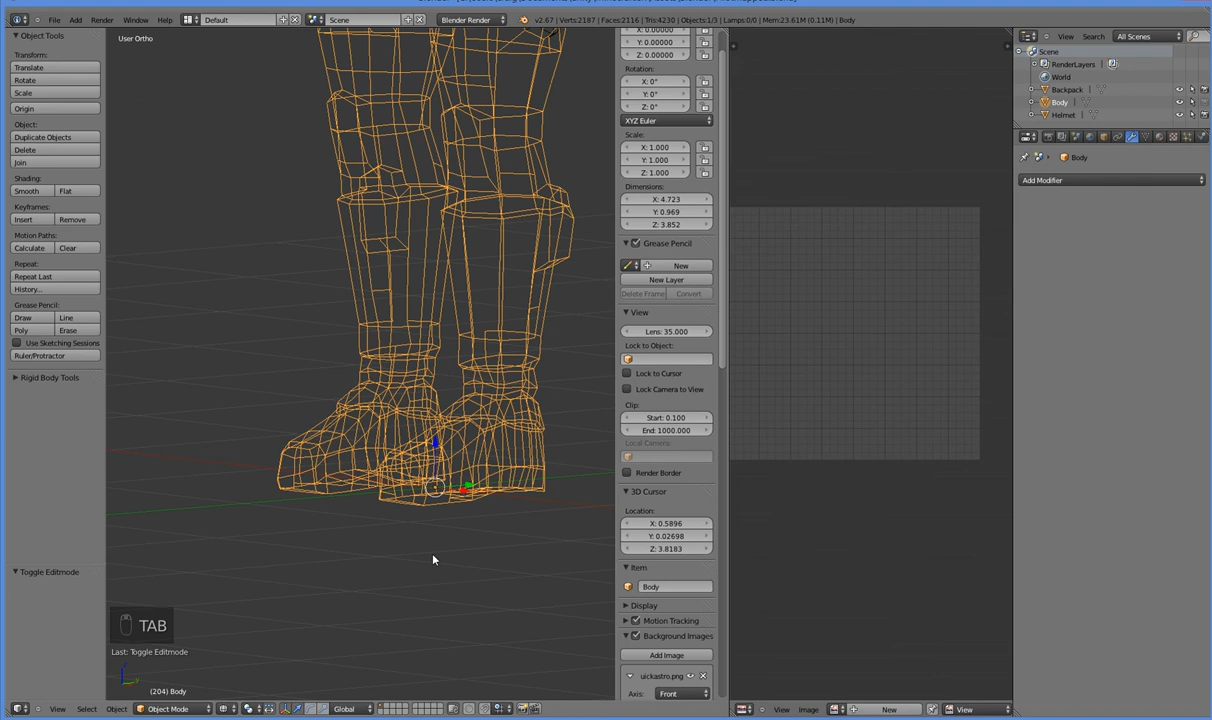 File Add Render Window Help Default Scene Blender Render v2.67 | Verts:2187 | Faces:2116 | Tris:4230 | Objects:1/3 | Lamps:0/0 | Mem:23.61M (0.11M) | Body
Object Tools
Transform:
Translate
Rotate
Scale
Origin
Object:
Duplicate Objects
Delete
Join
Shading:
Smooth Flat
Keyframes:
Insert Remove
Motion Paths:
Calculate Clear
Repeat:
Repeat Last
History...
Grease Pencil:
Draw Line
Poly Erase
Use Sketching Sessions
Ruler/Protractor
Rigid Body Tools
Toggle Editmode
User Ortho
TAB
Last: Toggle Editmode
(204) Body
X: 0.00000
Y: 0.00000
Z: 0.00000
Rotation:
X: 0°
Y: 0°
Z: 0°
XYZ Euler
Scale:
X: 1.000
Y: 1.000
Z: 1.000
Dimensions:
X: 4.723
Y: 0.969
Z: 3.852
Grease Pencil
New
New Layer
Delete Frame Convert
View
Lens: 35.000
Lock to Object:
Lock to Cursor
Lock Camera to View
Clip:
Start: 0.100
End: 1000.000
Local Camera:
Render Border
3D Cursor
Location:
X: 0.5896
Y: 0.02698
Z: 3.8183
Item
Body
Display
Motion Tracking
Background Images
Add Image
uickastro.png
Axis: Front
View Search All Scenes
Scene
RenderLayers
World
Backpack
Body
Helmet
Body
Add Modifier
View Select Object Object Mode Global
View Image New View